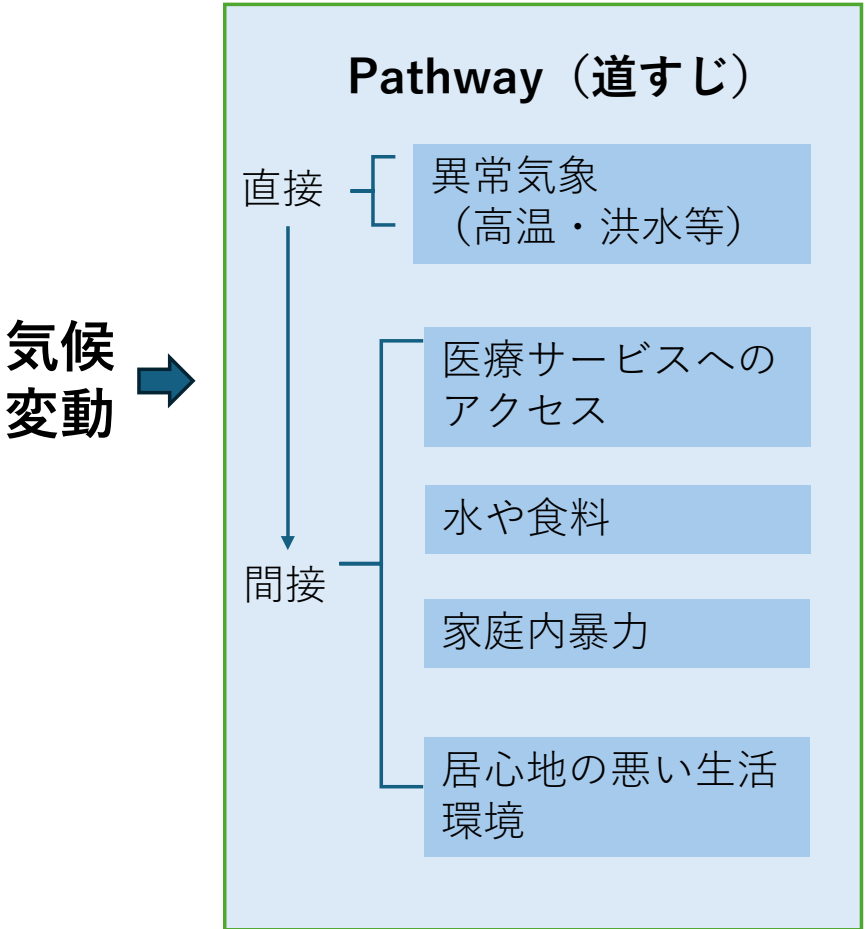 Pathway（道すじ）
直接
異常気象
（高温・洪水等）
気候
変動
医療サービスへの
アクセス
水や食料
間接
家庭内暴力
居心地の悪い生活
環境